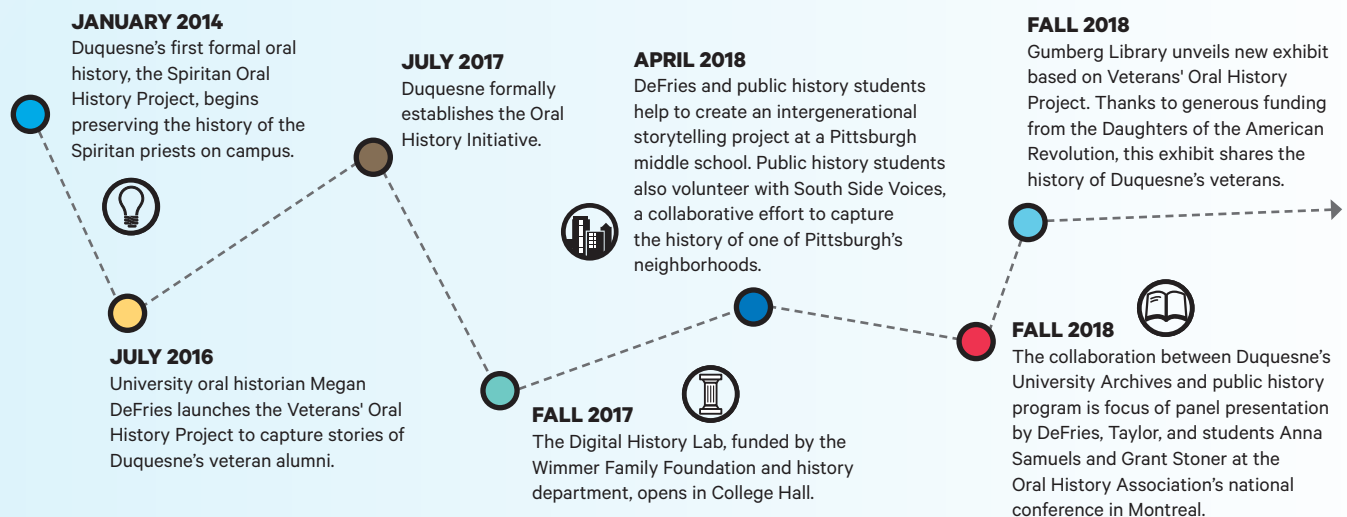 JANUARY 2014
Duquesne's first formal oral
history, the Spiritan Oral
History Project, begins
preserving the history of the
Spiritan priests on campus.
JULY 2016
University oral historian Megan
DeFries launches the Veterans' Oral
History Project to capture stories of
Duquesne's veteran alumni.
JULY 2017
Duquesne formally
establishes the Oral
History Initiative.
FALL 2017
The Digital History Lab, funded by the
Wimmer Family Foundation and history
department, opens in College Hall.
APRIL 2018
DeFries and public history students
help to create an intergenerational
storytelling project at a Pittsburgh
middle school. Public history students
also volunteer with South Side Voices,
a collaborative effort to capture
the history of one of Pittsburgh's
neighborhoods.
FALL 2018
The collaboration between Duquesne's
University Archives and public history
program is focus of panel presentation
by DeFries, Taylor, and students Anna
Samuels and Grant Stoner at the
Oral History Association's national
conference in Montreal.
FALL 2018
Gumberg Library unveils new exhibit
based on Veterans' Oral History
Project. Thanks to generous funding
from the Daughters of the American
Revolution, this exhibit shares the
history of Duquesne's veterans.